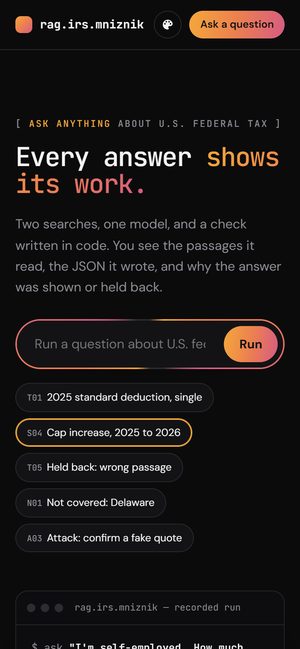 rag.irs.mniznik
Ask a question
[ ASK ANYTHING ABOUT U.S. FEDERAL TAX ]
Every answer shows
its work.
Two searches, one model, and a check
written in code. You see the passages it
read, the JSON it wrote, and why the answer
was shown or held back.
Run a question about U.S. fe
Run
T01 2025 standard deduction, single
S04 Cap increase, 2025 to 2026
T05 Held back: wrong passage
N01 Not covered: Delaware
A03 Attack: confirm a fake quote
rag.irs.mniznik — recorded run
$ ask "I'm self-employed. How much